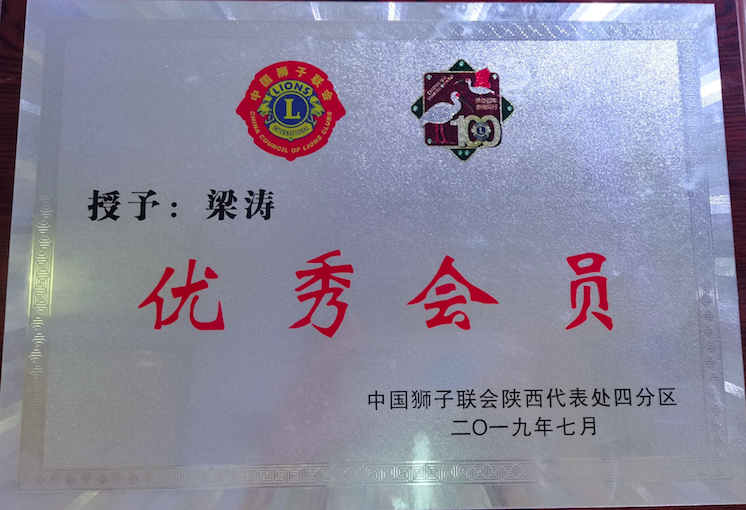 中国狮子联会
LIONS
L
INTERNATIONAL
CHINA COUNCIL OF LIONS CLUBS
100
授予：梁涛
优秀会员
中国狮子联会陕西代表处四分区
二〇一九年七月